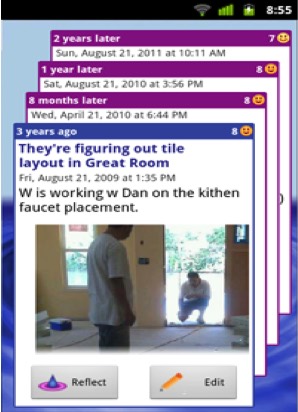 8:55
2 years later 7
Sun, August 21, 2011 at 10:11 AM
1 year later 8
Sat, August 21, 2010 at 3:56 PM
8 months later 8
Wed, April 21, 2010 at 6:44 PM
3 years ago 8
They're figuring out tile
layout in Great Room
Fri, August 21, 2009 at 1:35 PM
W is working w Dan on the kithen
faucet placement.
Reflect Edit